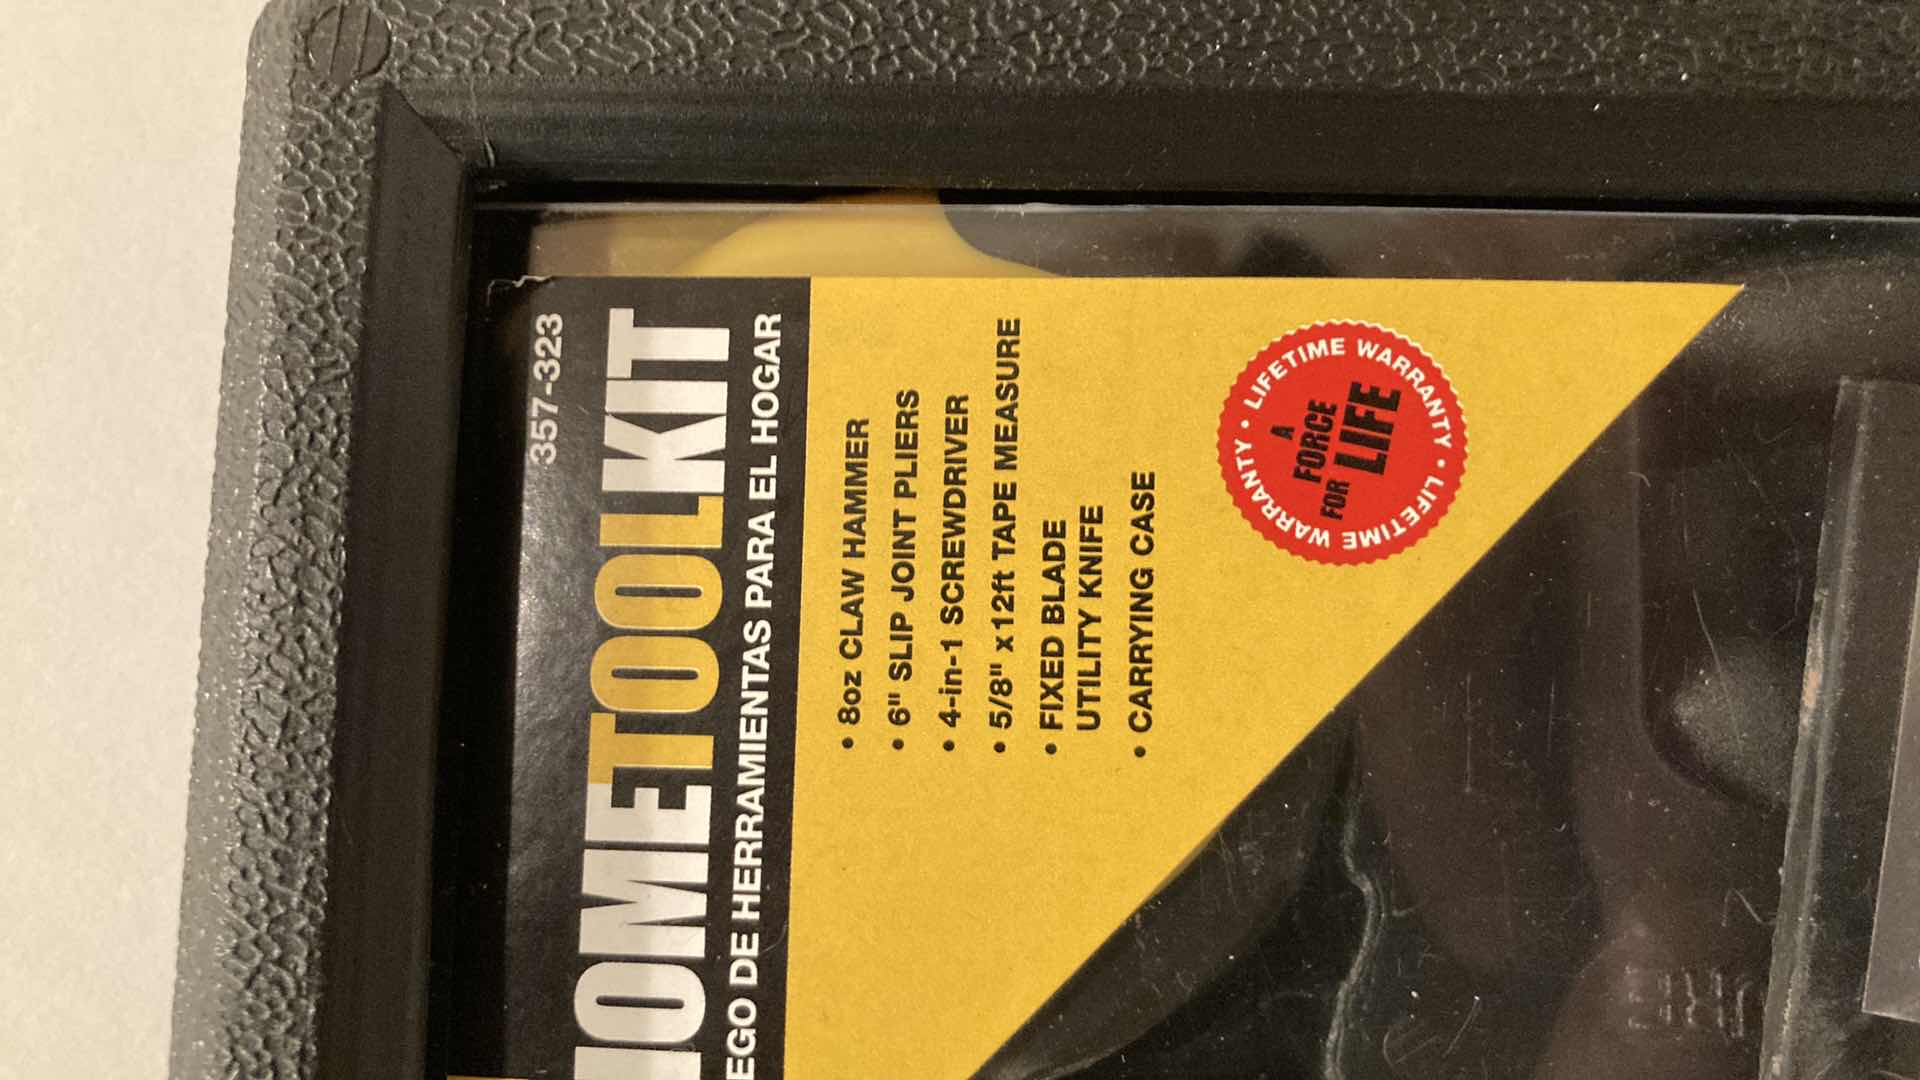 357-323
HOMETOOLKIT
EGO DE HERRAMIENTAS PARA EL HOGAR
• 8oz CLAW HAMMER
• 6" SLIP JOINT PLIERS
• 4-in-1 SCREWDRIVER
• 5/8" x 12ft TAPE MEASURE
• FIXED BLADE
UTILITY KNIFE
• CARRYING CASE
• LIFETIME WARRANTY • LIFETIME WARRANTY
A
FORCE
FOR LIFE